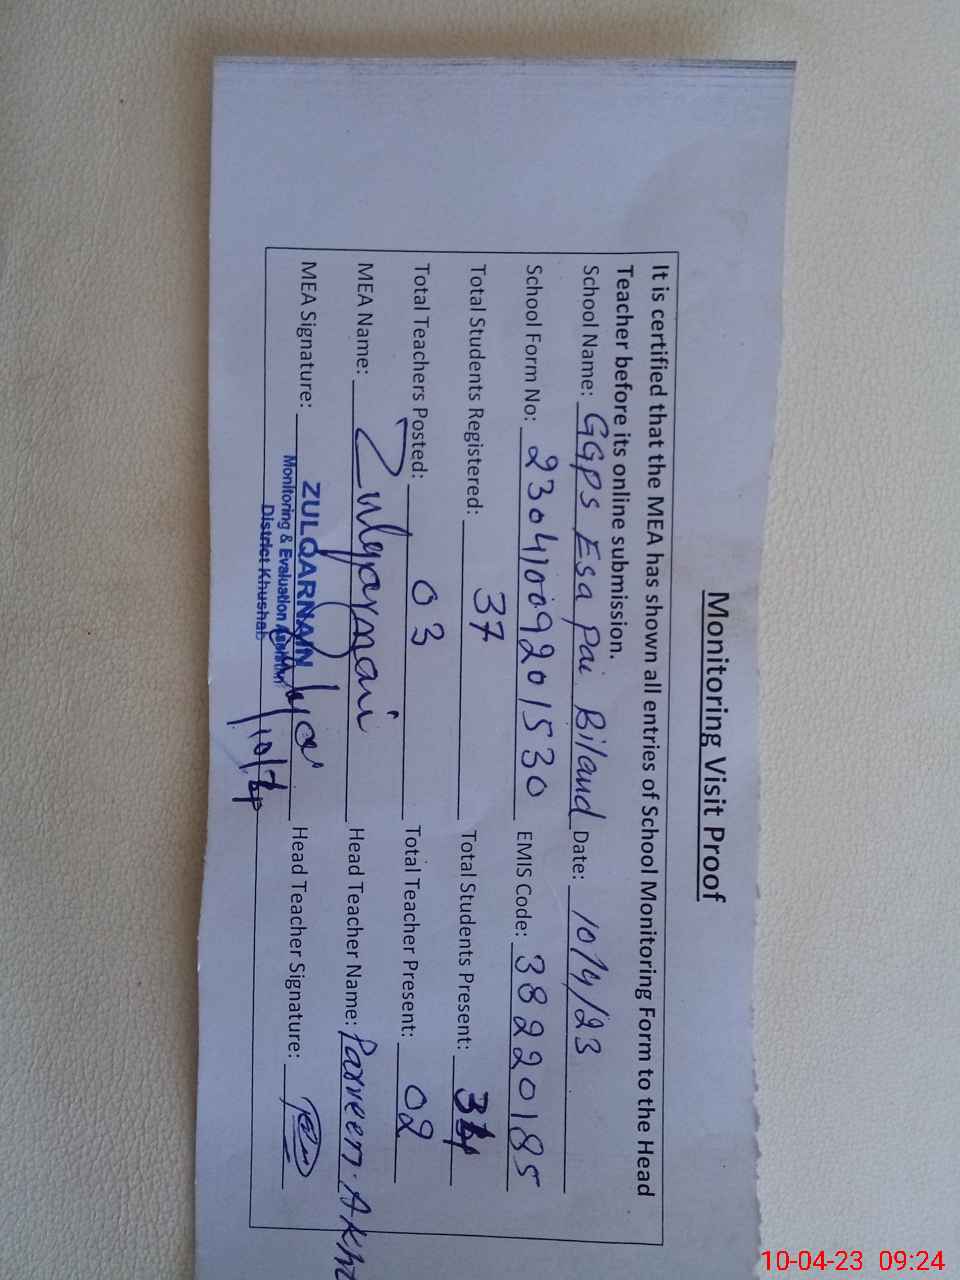 Monitoring Visit Proof
It is certified that the MEA has shown all entries of School Monitoring Form to the Head
Teacher before its online submission.
School Name: GGPS Esa Pai Biland Date: 10/4/23
School Form No: 2304100920 1530 EMIS Code: 38220185
Total Students Registered: 37 Total Students Present: 34
Total Teachers Posted: 03 Total Teacher Present: 02
MEA Name: Zulqarnain Head Teacher Name: Parveen Akht
MEA Signature: Head Teacher Signature:
ZULQARNAIN
Monitoring & Evaluation Assistant
District Khushab
10/4
10-04-23 09:24